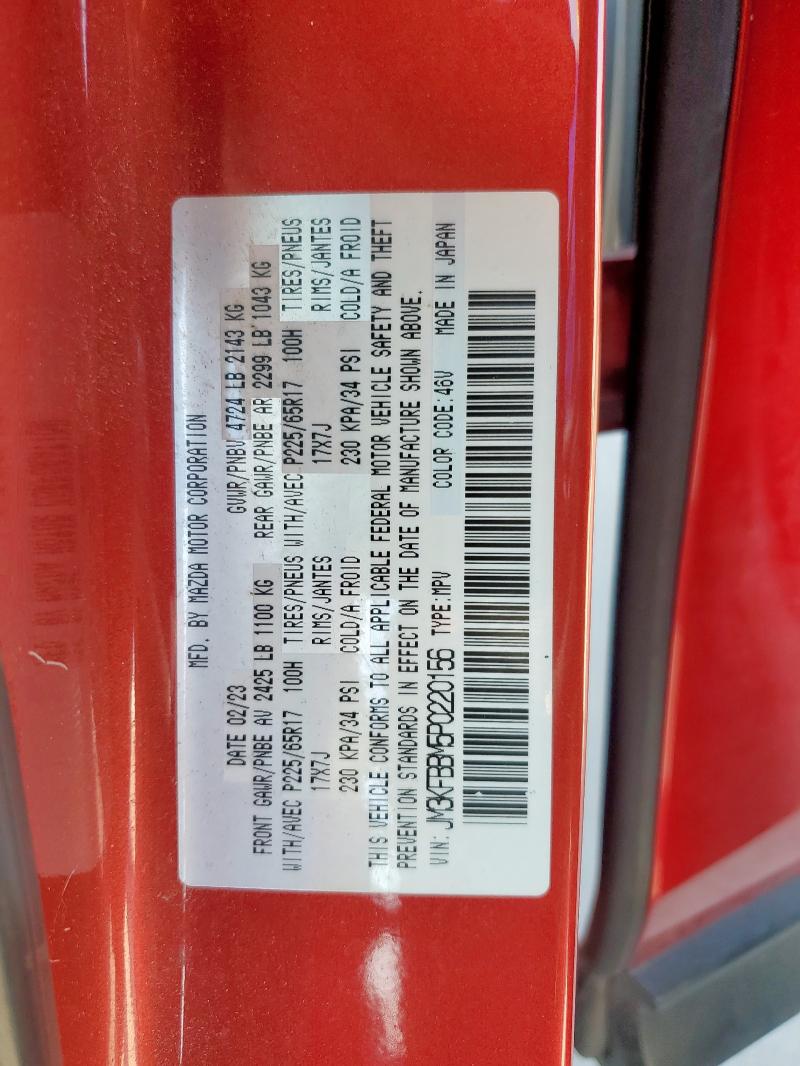 MFD. BY MAZDA MOTOR CORPORATION
DATE 02/23 GVWR/PNBV 4724 LB 2143 KG
FRONT GAWR/PNBE AV 2425 LB 1100 KG REAR GAWR/PNBE AR 2299 LB 1043 KG
WITH/AVEC P225/65R17 100H TIRES/PNEUS WITH/AVEC P225/65R17 100H TIRES/PNEUS
17X7J RIMS/JANTES 17X7J RIMS/JANTES
230 KPA/34 PSI COLD/A FROID 230 KPA/34 PSI COLD/A FROID
THIS VEHICLE CONFORMS TO ALL APPLICABLE FEDERAL MOTOR VEHICLE SAFETY AND THEFT
PREVENTION STANDARDS IN EFFECT ON THE DATE OF MANUFACTURE SHOWN ABOVE.
VIN: JM3KFBBM5P0220156 TYPE:MPV COLOR CODE:46V MADE IN JAPAN